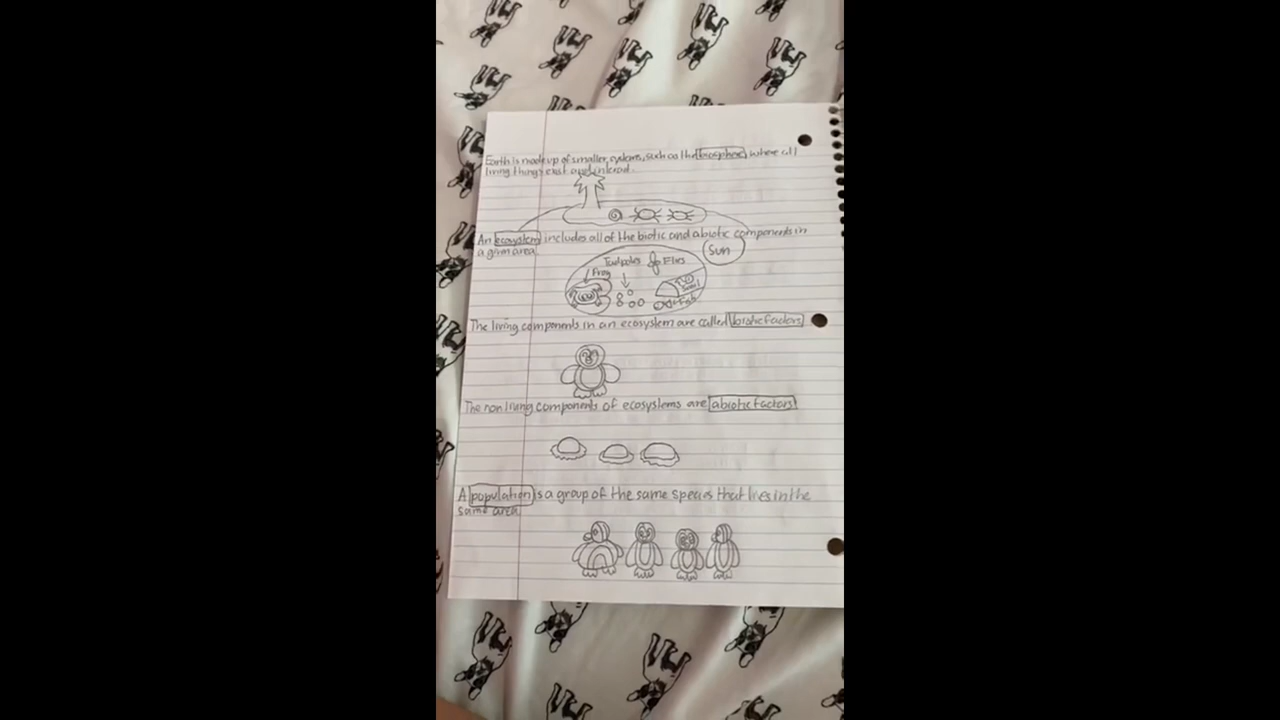 Earth is made up of smaller systems, such as the biosphere, where all
living things exist and interact.
An ecosystem includes all of the biotic and abiotic components in
a given area.
Sun
Tadpoles
Flies
Frog
Snail
Fish
The living components in an ecosystem are called biotic factors
The non living components of ecosystems are abiotic factors
A population is a group of the same species that lives in the
same area.